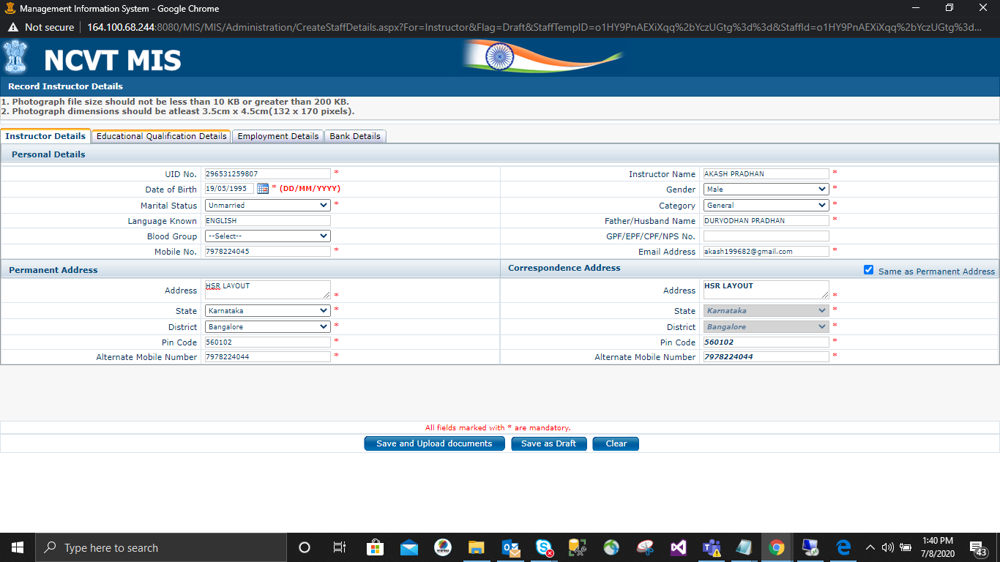 Management Information System - Google Chrome
Not secure 164.100.68.244:8080/MIS/MIS/Administration/CreateStaffDetails.aspx?For=Instructor&Flag=Draft&StaffTempID=o1HY9PnAEXiXqq%2bYczUGtg%3d%3d&StaffId=o1HY9PnAEXiXqq%2bYczUGtg%3d...
NCVT MIS
Record Instructor Details
1. Photograph file size should not be less than 10 KB or greater than 200 KB.
2. Photograph dimensions should be atleast 3.5cm x 4.5cm(132 x 170 pixels).
Instructor Details Educational Qualification Details Employment Details Bank Details
Personal Details
UID No. 296531259807 * Instructor Name AKASH PRADHAN *
Date of Birth 19/05/1995 * (DD/MM/YYYY) Gender Male *
Marital Status Unmarried * Category General *
Language Known ENGLISH Father/Husband Name DURYODHAN PRADHAN *
Blood Group --Select-- GPF/EPF/CPF/NPS No.
Mobile No. 7978224045 * Email Address akash199682@gmail.com *
Permanent Address Correspondence Address Same as Permanent Address
Address HSR LAYOUT * Address HSR LAYOUT *
State Karnataka * State Karnataka *
District Bangalore * District Bangalore *
Pin Code 560102 * Pin Code 560102 *
Alternate Mobile Number 7978224044 * Alternate Mobile Number 7978224044 *
All fields marked with * are mandatory.
Save and Upload documents Save as Draft Clear
Type here to search
1:40 PM
7/8/2020
43